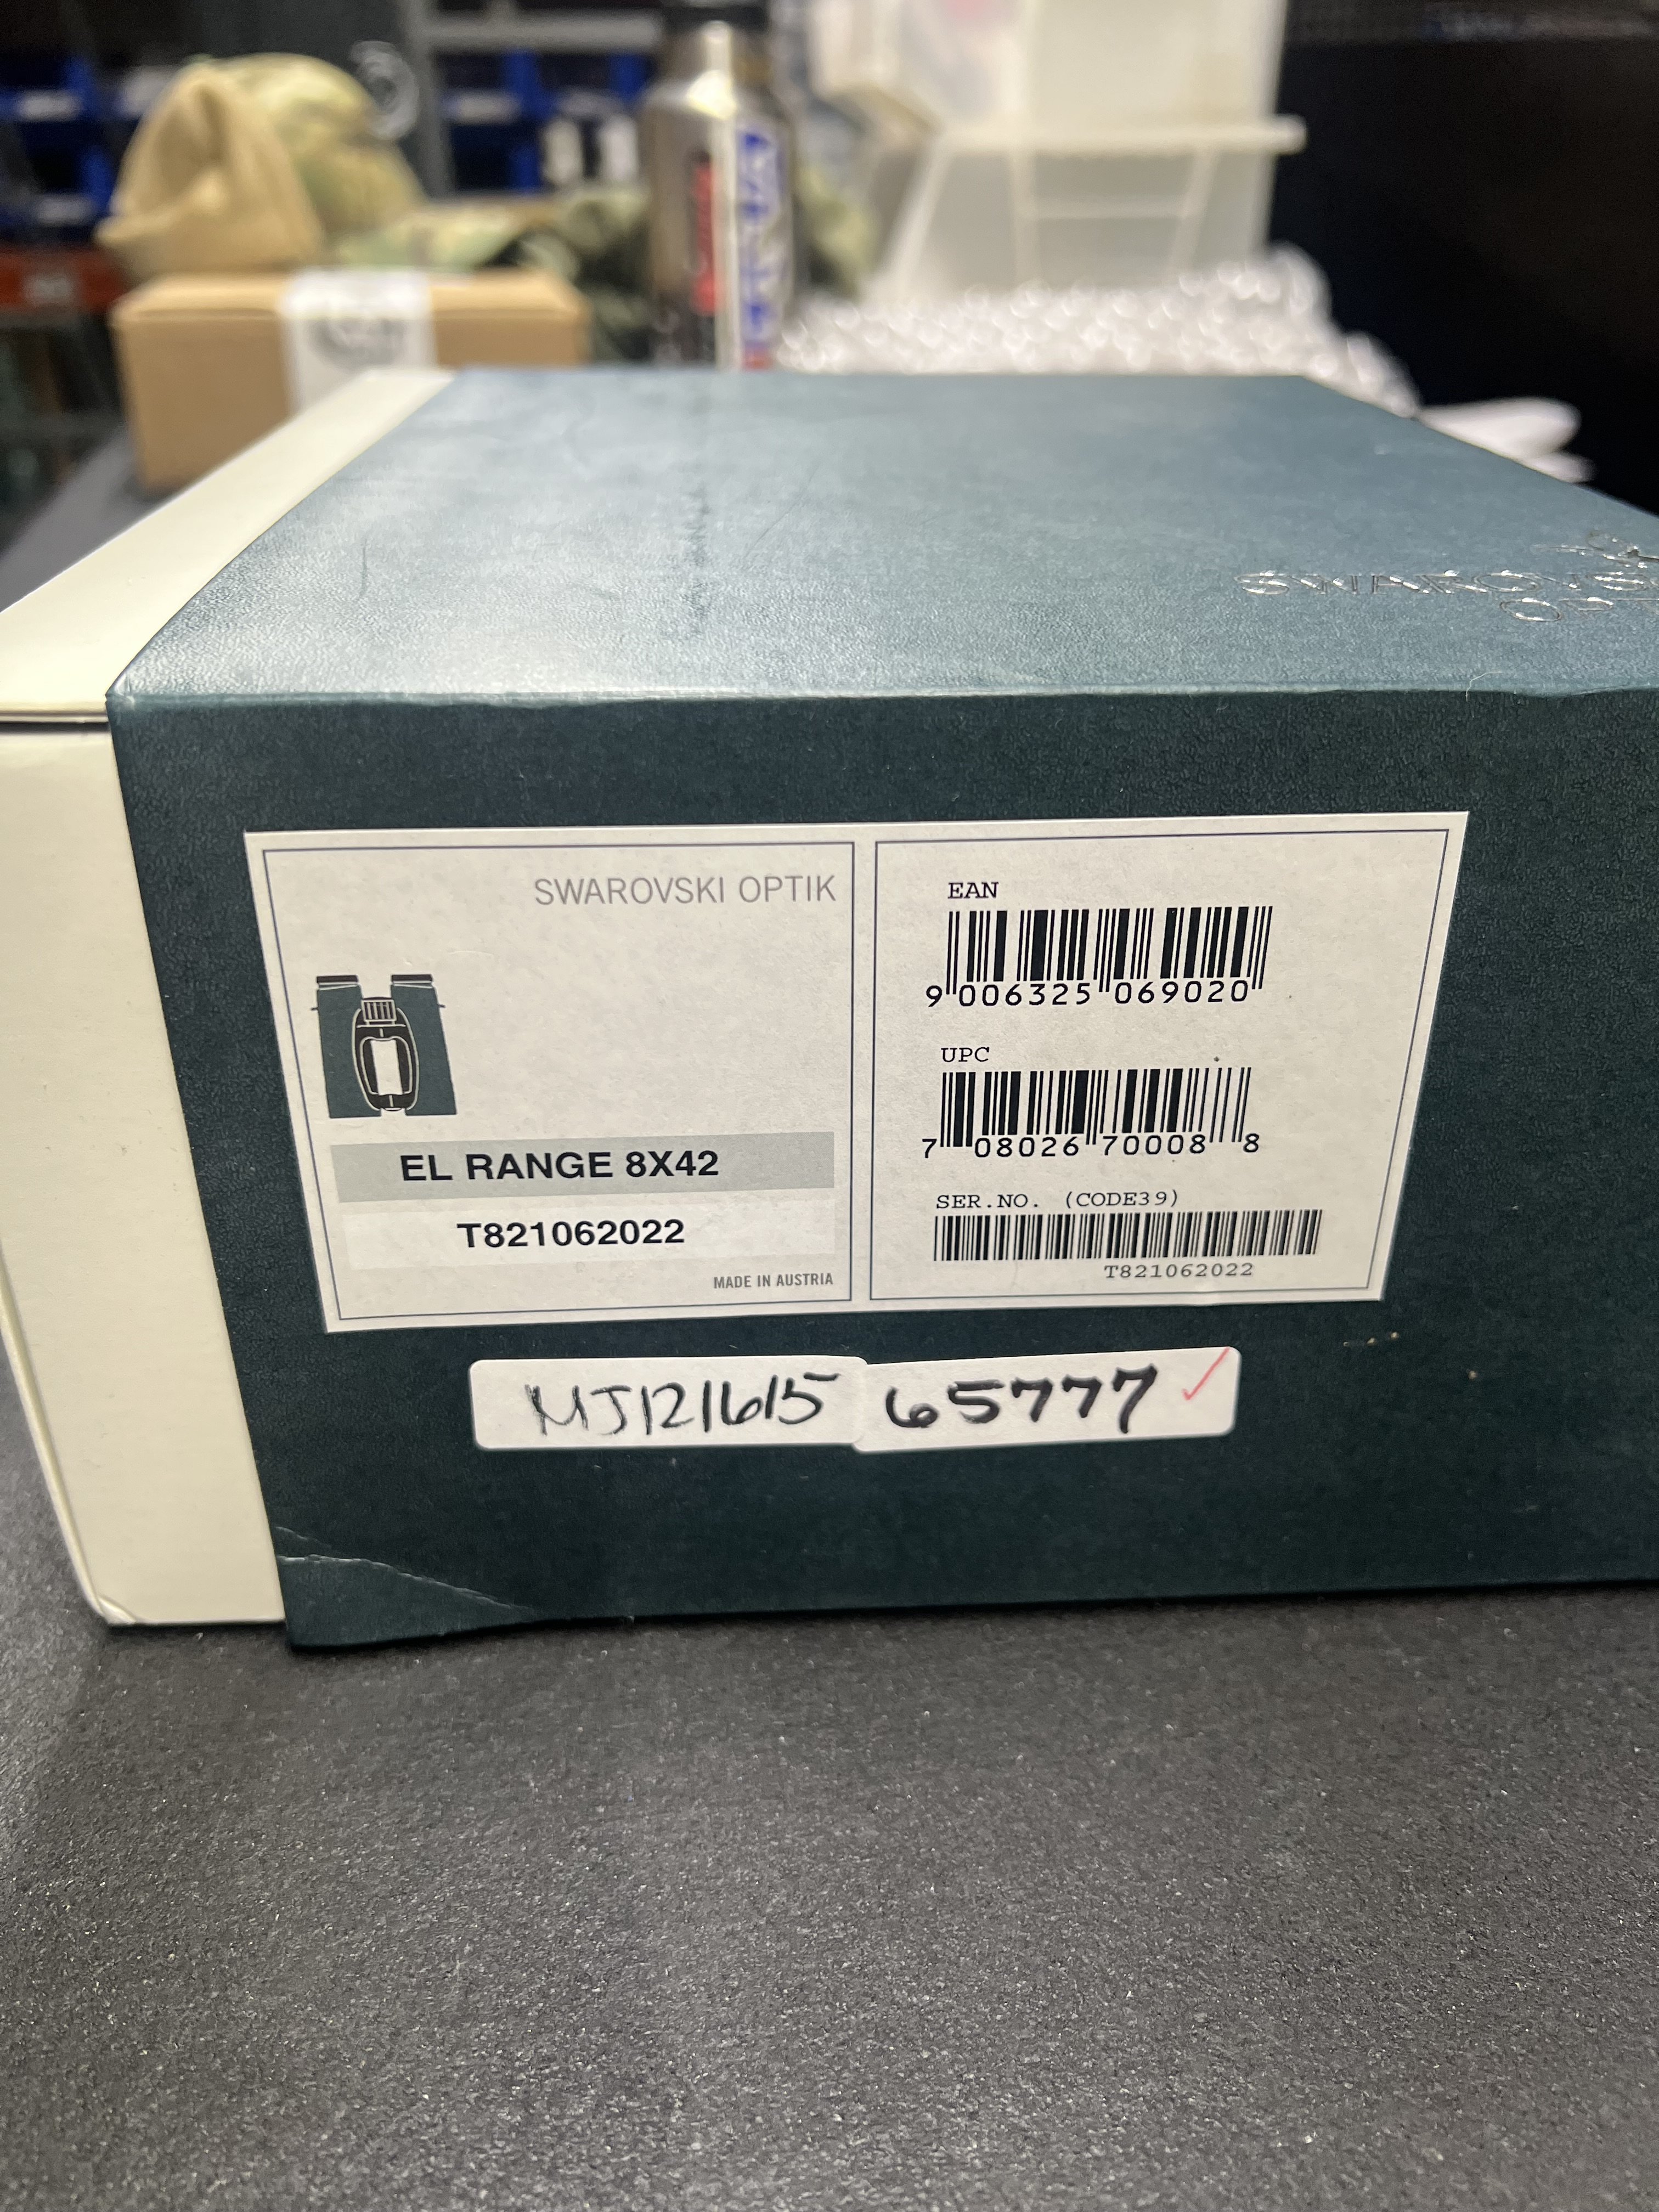 SWAROVSKI OPTIK
EL RANGE 8X42
T821062022
MADE IN AUSTRIA
EAN
9 006325 069020
UPC
7 08026 70008 8
SER.NO. (CODE39)
T821062022
MJ121615 65777